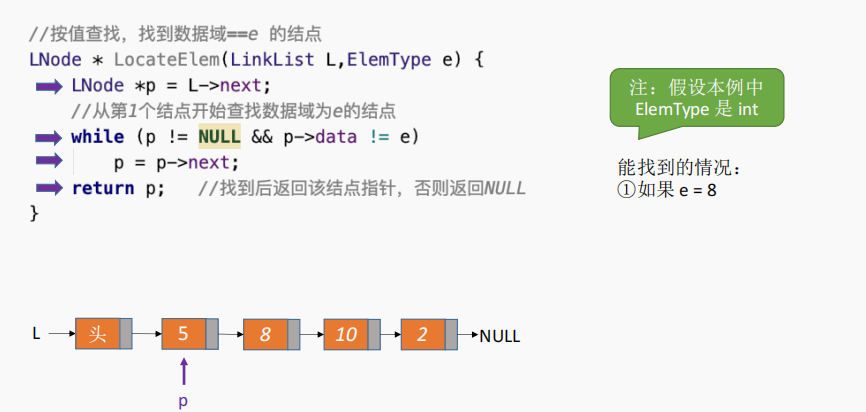 //按值查找，找到数据域==e 的结点
LNode * LocateElem(LinkList L,ElemType e) {
LNode *p = L->next;
//从第1个结点开始查找数据域为e的结点
while (p != NULL && p->data != e)
p = p->next;
return p; //找到后返回该结点指针，否则返回NULL
}
注：假设本例中
ElemType 是 int
能找到的情况：
①如果 e = 8
L 头 5 8 10 2 NULL
p